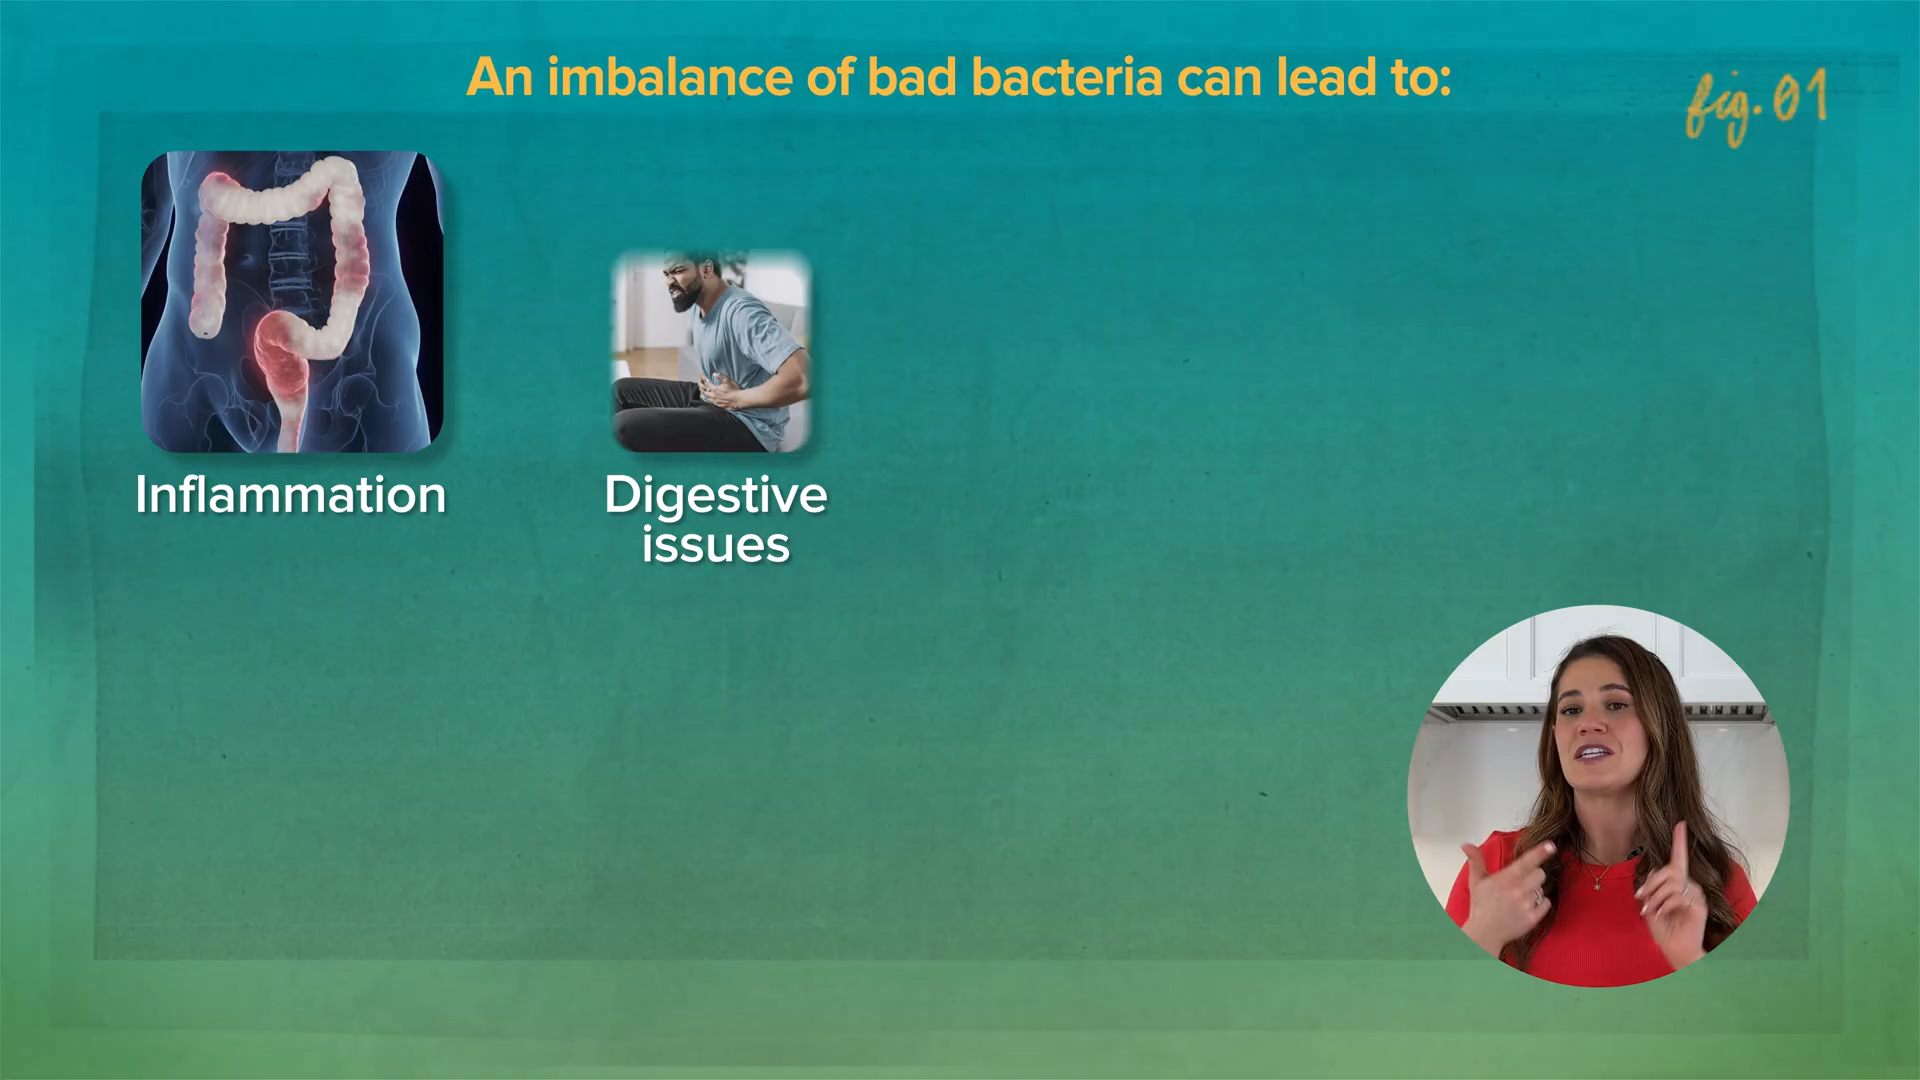 An imbalance of bad bacteria can lead to:
fig. 01
Inflammation
Digestive
issues